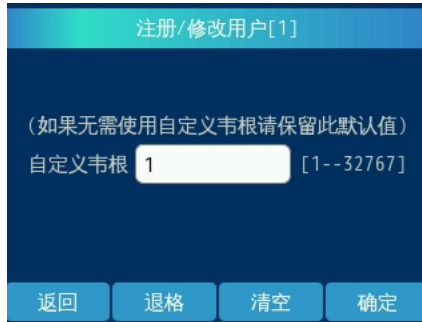 注册/修改用户[1]
(如果无需使用自定义韦根请保留此默认值)
自定义韦根 1 [1--32767]
返回 退格 清空 确定